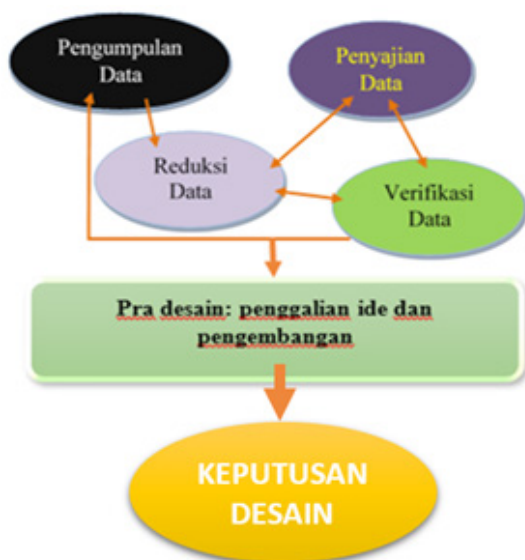 Pengumpulan
Data
Penyajian
Data
Reduksi
Data
Verifikasi
Data
Pra desain: penggalian ide dan
pengembangan
KEPUTUSAN
DESAIN